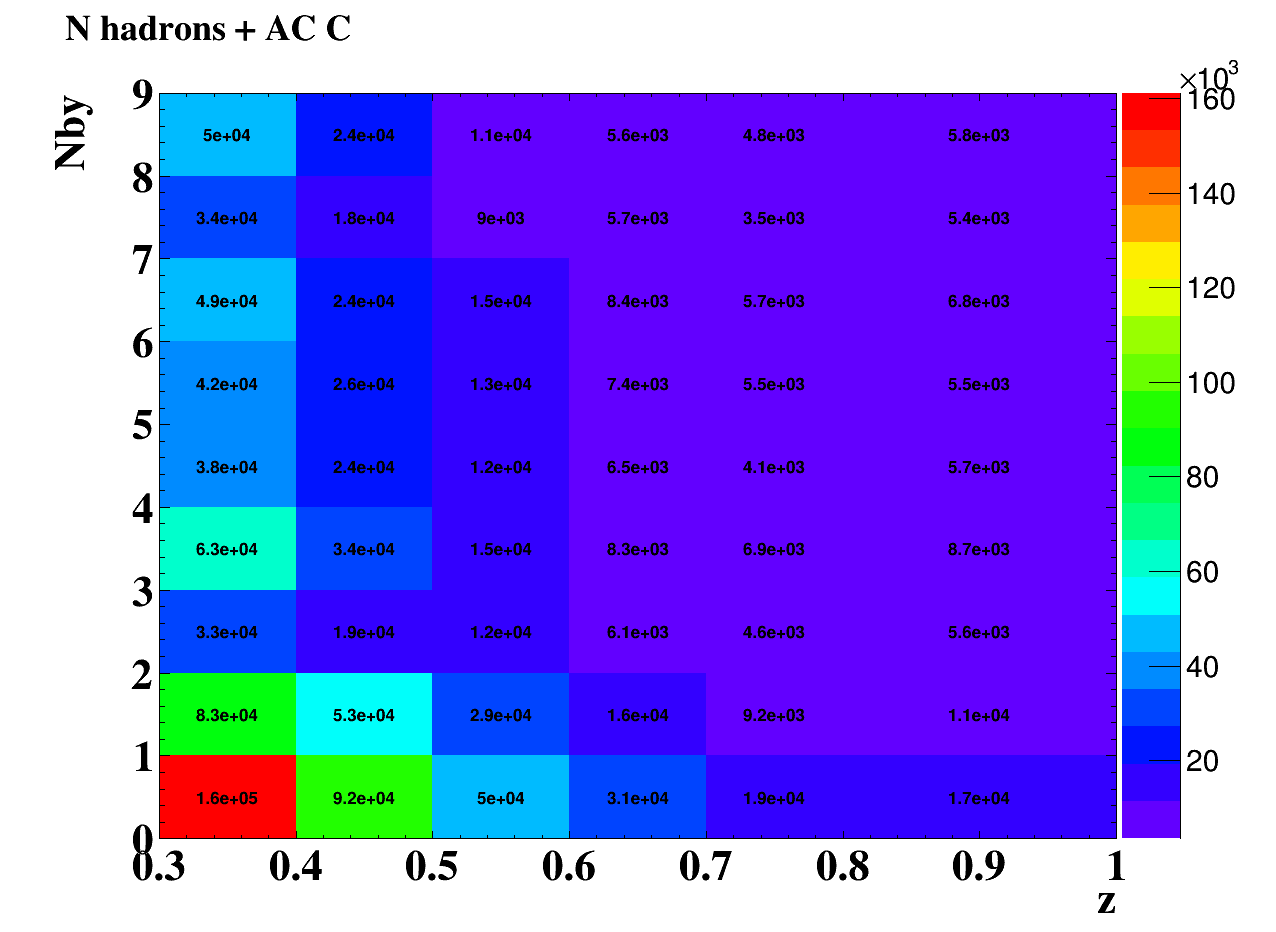 N hadrons + AC C
×10³
Nby
9 5e+04 2.4e+04 1.1e+04 5.6e+03 4.8e+03 5.8e+03 160
8 3.4e+04 1.8e+04 9e+03 5.7e+03 3.5e+03 5.4e+03 140
7 4.9e+04 2.4e+04 1.5e+04 8.4e+03 5.7e+03 6.8e+03 120
6 4.2e+04 2.6e+04 1.3e+04 7.4e+03 5.5e+03 5.5e+03 100
5 3.8e+04 2.4e+04 1.2e+04 6.5e+03 4.1e+03 5.7e+03 80
4 6.3e+04 3.4e+04 1.5e+04 8.3e+03 6.9e+03 8.7e+03 60
3 3.3e+04 1.9e+04 1.2e+04 6.1e+03 4.6e+03 5.6e+03 40
2 8.3e+04 5.3e+04 2.9e+04 1.6e+04 9.2e+03 1.1e+04 20
1 1.6e+05 9.2e+04 5e+04 3.1e+04 1.9e+04 1.7e+04
0
0.3 0.4 0.5 0.6 0.7 0.8 0.9 1
z